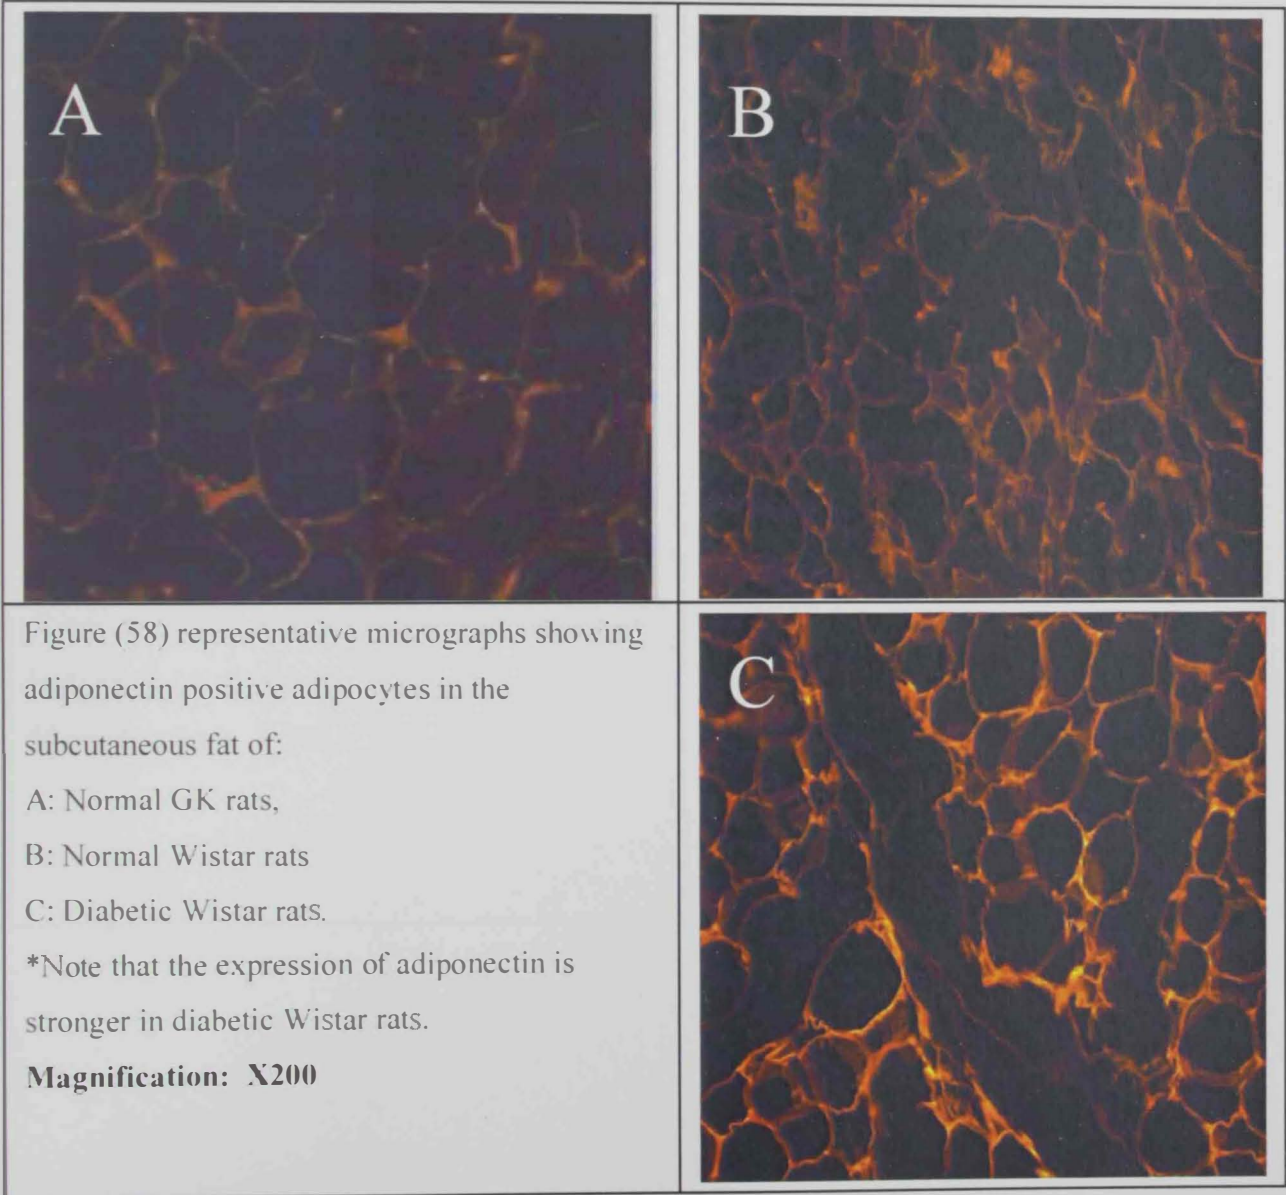 A
B
Figure (58) representative micrographs showing
adiponectin positive adipocytes in the
subcutaneous fat of:
A: Normal GK rats,
B: Normal Wistar rats
C: Diabetic Wistar rats.
*Note that the expression of adiponectin is
stronger in diabetic Wistar rats.
Magnification: X200
C